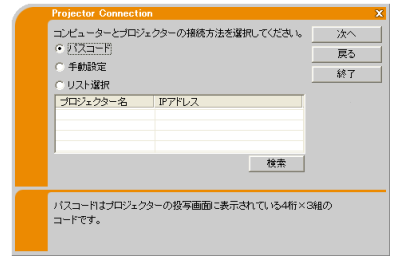 Projector Connection
コンピューターとプロジェクターの接続方法を選択してください。
パスコード
手動設定
リスト選択
プロジェクター名 IPアドレス
検索
次へ
戻る
終了
パスコードはプロジェクターの投写画面に表示されている4桁×3組の
コードです。